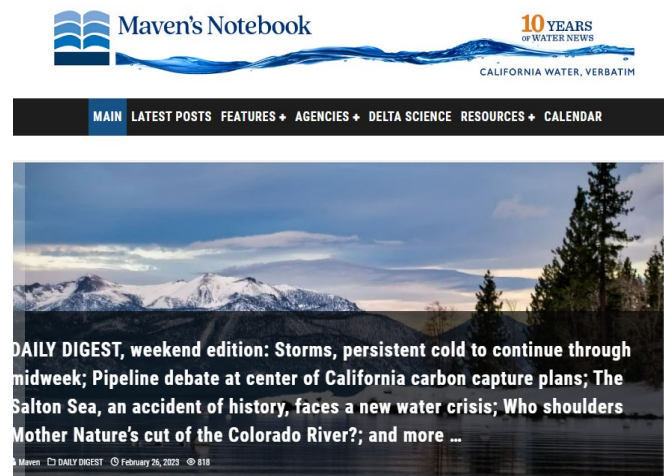 Maven's Notebook
10 YEARS
OF WATER NEWS
CALIFORNIA WATER, VERBATIM
MAIN LATEST POSTS FEATURES + AGENCIES + DELTA SCIENCE RESOURCES + CALENDAR
DAILY DIGEST, weekend edition: Storms, persistent cold to continue through
midweek; Pipeline debate at center of California carbon capture plans; The
Salton Sea, an accident of history, faces a new water crisis; Who shoulders
Mother Nature's cut of the Colorado River?; and more …
Maven DAILY DIGEST February 26, 2023 818